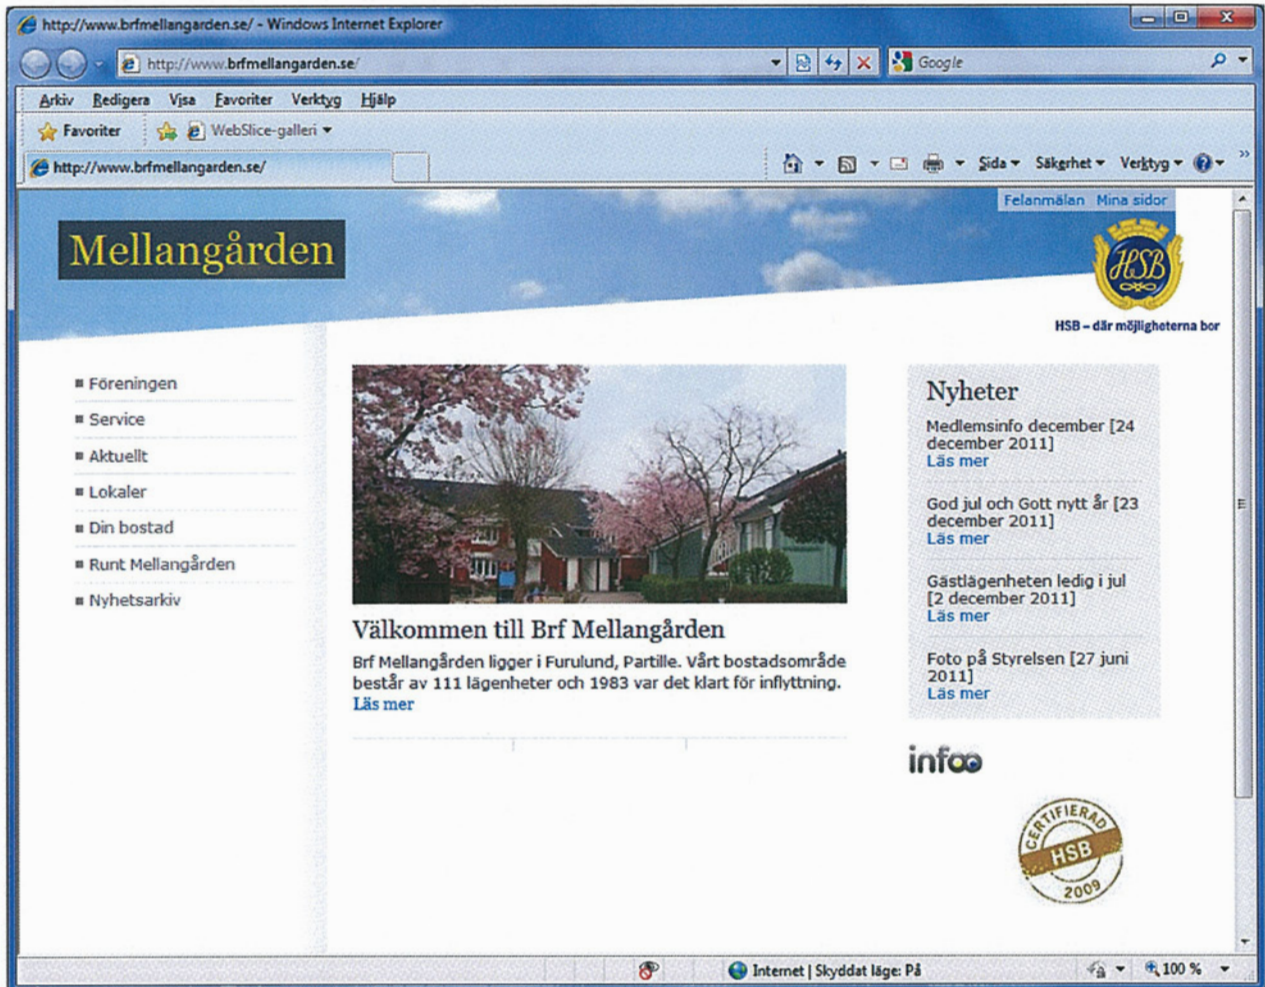 http://www.brfmellangarden.se/ - Windows Internet Explorer
http://www.brfmellangarden.se/
Google
Arkiv Redigera Visa Favoriter Verktyg Hjälp
Favoriter WebSlice-galleri
http://www.brfmellangarden.se/
Sida Säkerhet Verktyg
Felanmälan Mina sidor
Mellangården
HSB
HSB – där möjligheterna bor
Föreningen
Service
Aktuellt
Lokaler
Din bostad
Runt Mellangården
Nyhetsarkiv
Välkommen till Brf Mellangården
Brf Mellangården ligger i Furulund, Partille. Vårt bostadsområde
består av 111 lägenheter och 1983 var det klart för inflyttning.
Läs mer
Nyheter
Medlemsinfo december [24
december 2011]
Läs mer
God jul och Gott nytt år [23
december 2011]
Läs mer
Gästlägenheten ledig i jul
[2 december 2011]
Läs mer
Foto på Styrelsen [27 juni
2011]
Läs mer
infoo
CERTIFIERAD
HSB
2009
Internet | Skyddat läge: På
100 %